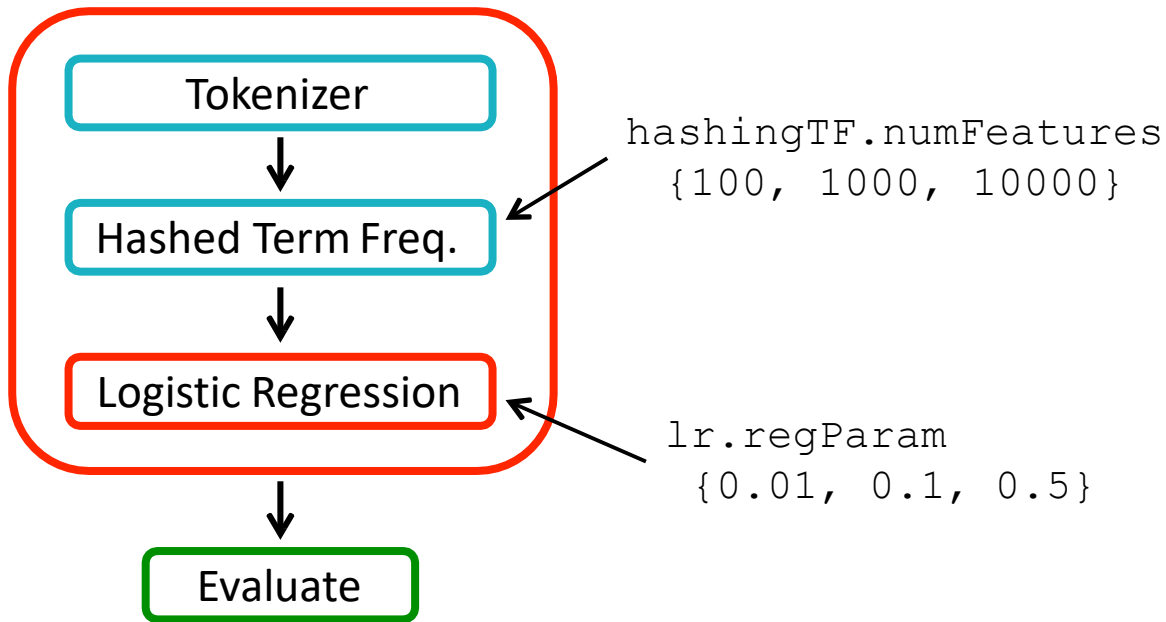 Tokenizer
hashingTF.numFeatures
{100, 1000, 10000}
Hashed Term Freq.
Logistic Regression
lr.regParam
{0.01, 0.1, 0.5}
Evaluate